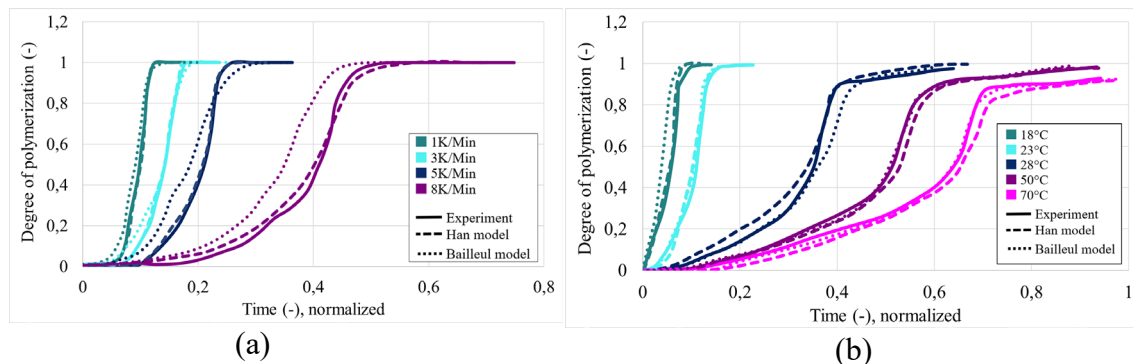 1,2
1
0,8
0,6
0,4
0,2
0
Degree of polymerization (-)
1K/Min
3K/Min
5K/Min
8K/Min
Experiment
Han model
Bailleul model
0 0,2 0,4 0,6 0,8
Time (-), normalized
(a)
1,2
1
0,8
0,6
0,4
0,2
0
Degree of polymerization (-)
18°C
23°C
28°C
50°C
70°C
Experiment
Han model
Bailleul model
0 0,2 0,4 0,6 0,8 1
Time (-), normalized
(b)